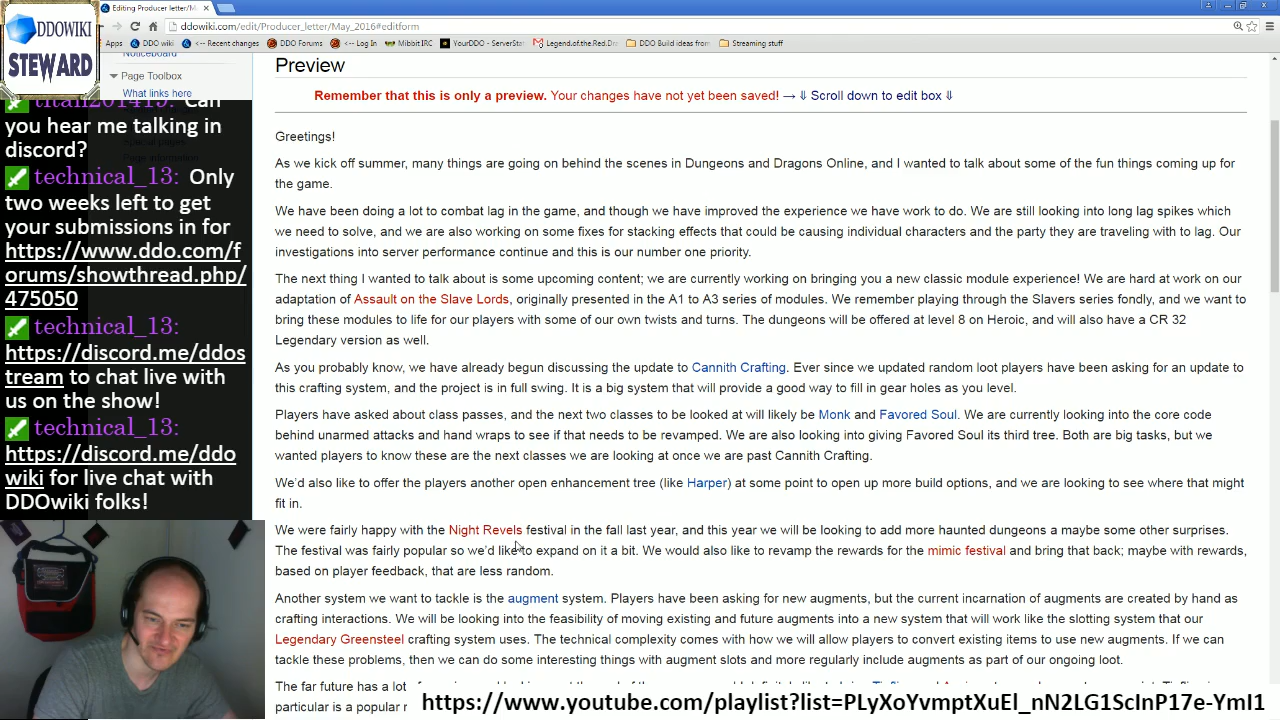 DDOWIKI
STEWARD
Editing Producer letter/M
ddowiki.com/edit/Producer_letter/May_2016#editform
Apps DDO wiki <-- Recent changes DDO Forums <-- Log In Mibbit IRC YourDDO - ServerSta Legend.of.the.Red.Dra DDO Build ideas from Streaming stuff
Noticeboard
Page Toolbox
What links here
titan201419: Can
you hear me talking in
discord?
technical_13: Only
two weeks left to get
your submissions in for
https://www.ddo.com/f
orums/showthread.php/
475050
technical_13:
https://discord.me/ddos
tream to chat live with
us on the show!
technical_13:
https://discord.me/ddo
wiki for live chat with
DDOwiki folks!
Preview
Remember that this is only a preview. Your changes have not yet been saved! → ⇓ Scroll down to edit box ⇓
Greetings!
As we kick off summer, many things are going on behind the scenes in Dungeons and Dragons Online, and I wanted to talk about some of the fun things coming up for
the game.
We have been doing a lot to combat lag in the game, and though we have improved the experience we have work to do. We are still looking into long lag spikes which
we need to solve, and we are also working on some fixes for stacking effects that could be causing individual characters and the party they are traveling with to lag. Our
investigations into server performance continue and this is our number one priority.
The next thing I wanted to talk about is some upcoming content; we are currently working on bringing you a new classic module experience! We are hard at work on our
adaptation of Assault on the Slave Lords, originally presented in the A1 to A3 series of modules. We remember playing through the Slavers series fondly, and we want to
bring these modules to life for our players with some of our own twists and turns. The dungeons will be offered at level 8 on Heroic, and will also have a CR 32
Legendary version as well.
As you probably know, we have already begun discussing the update to Cannith Crafting. Ever since we updated random loot players have been asking for an update to
this crafting system, and the project is in full swing. It is a big system that will provide a good way to fill in gear holes as you level.
Players have asked about class passes, and the next two classes to be looked at will likely be Monk and Favored Soul. We are currently looking into the core code
behind unarmed attacks and hand wraps to see if that needs to be revamped. We are also looking into giving Favored Soul its third tree. Both are big tasks, but we
wanted players to know these are the next classes we are looking at once we are past Cannith Crafting.
We'd also like to offer the players another open enhancement tree (like Harper) at some point to open up more build options, and we are looking to see where that might
fit in.
We were fairly happy with the Night Revels festival in the fall last year, and this year we will be looking to add more haunted dungeons a maybe some other surprises.
The festival was fairly popular so we'd like to expand on it a bit. We would also like to revamp the rewards for the mimic festival and bring that back; maybe with rewards,
based on player feedback, that are less random.
Another system we want to tackle is the augment system. Players have been asking for new augments, but the current incarnation of augments are created by hand as
crafting interactions. We will be looking into the feasibility of moving existing and future augments into a new system that will work like the slotting system that our
Legendary Greensteel crafting system uses. The technical complexity comes with how we will allow players to convert existing items to use new augments. If we can
tackle these problems, then we can do some interesting things with augment slots and more regularly include augments as part of our ongoing loot.
The far future has a lot
particular is a popular
https://www.youtube.com/playlist?list=PLyXoYvmptXuEl_nN2LG1ScInP17e-YmI1